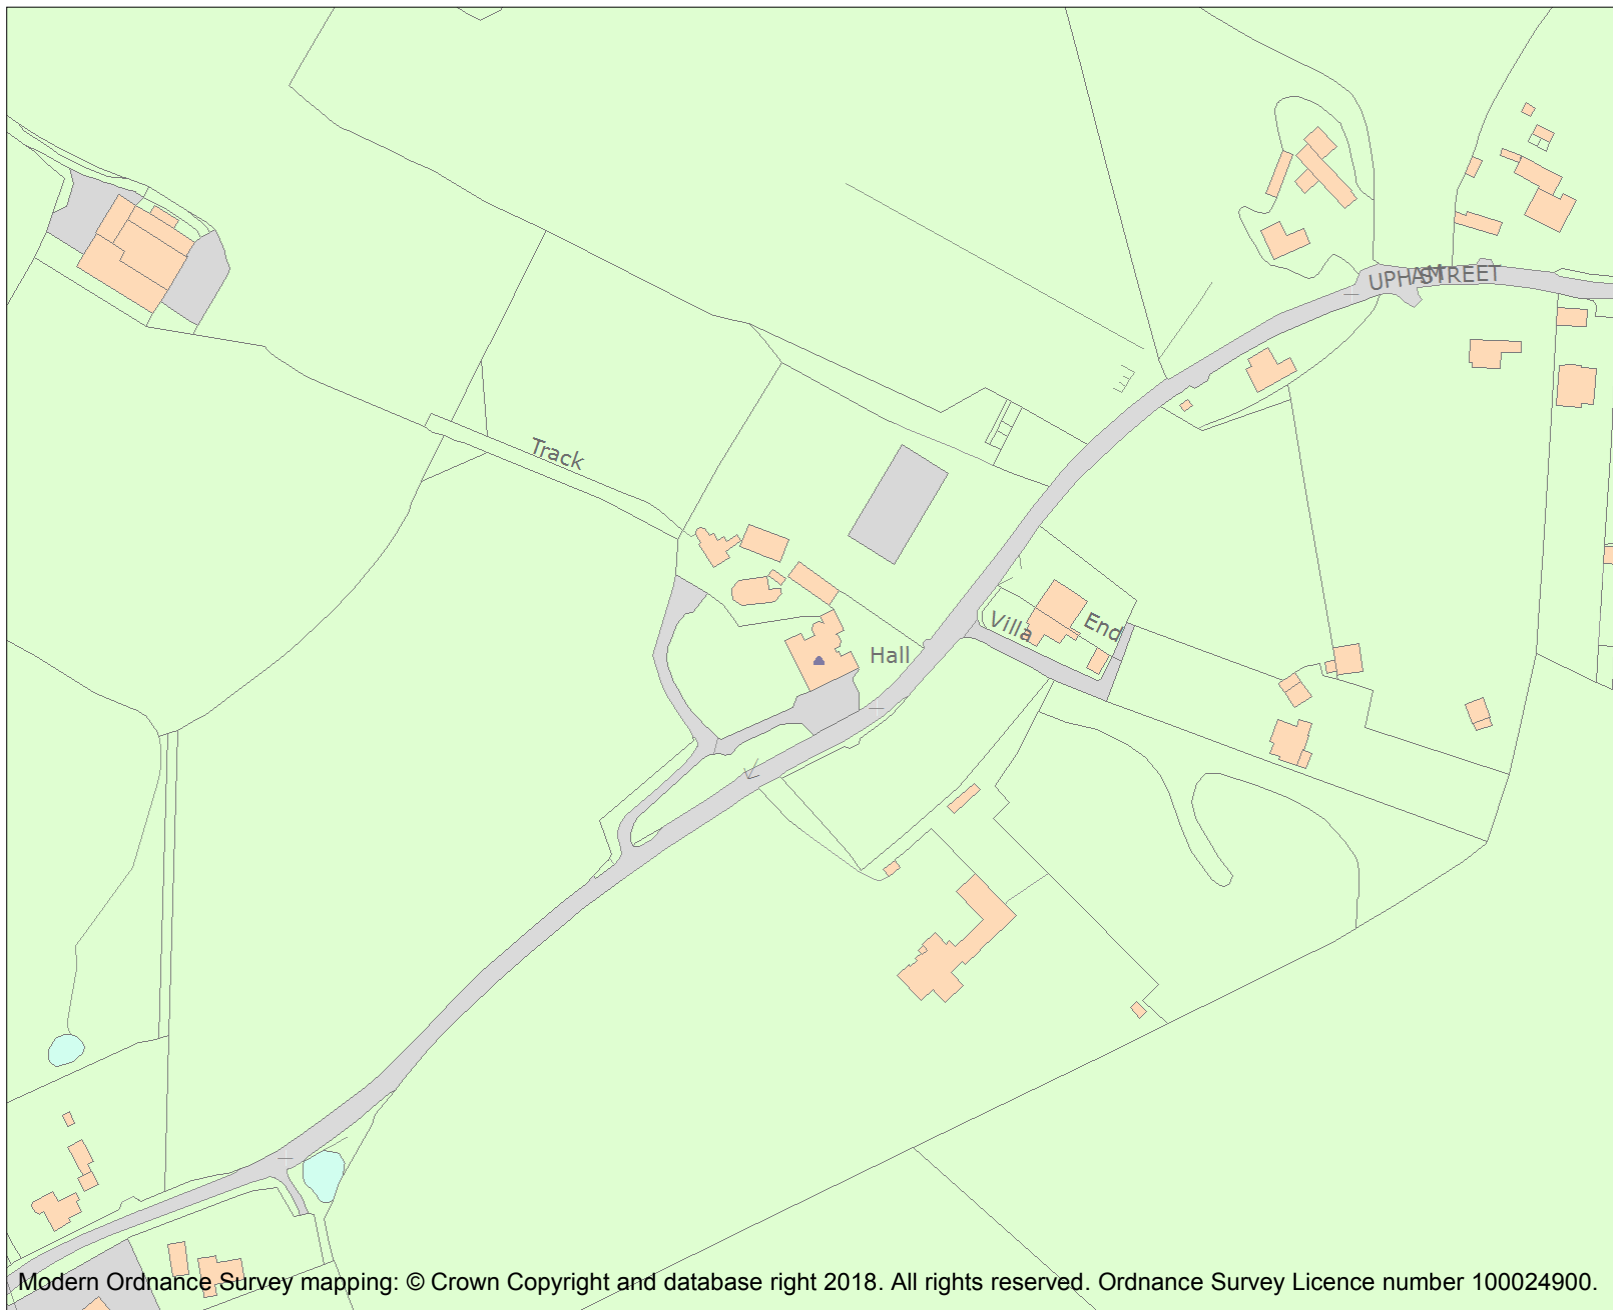 UPHAM STREET
Track
Hall
Villa End
Modern Ordnance Survey mapping: © Crown Copyright and database right 2018. All rights reserved. Ordnance Survey Licence number 100024900.